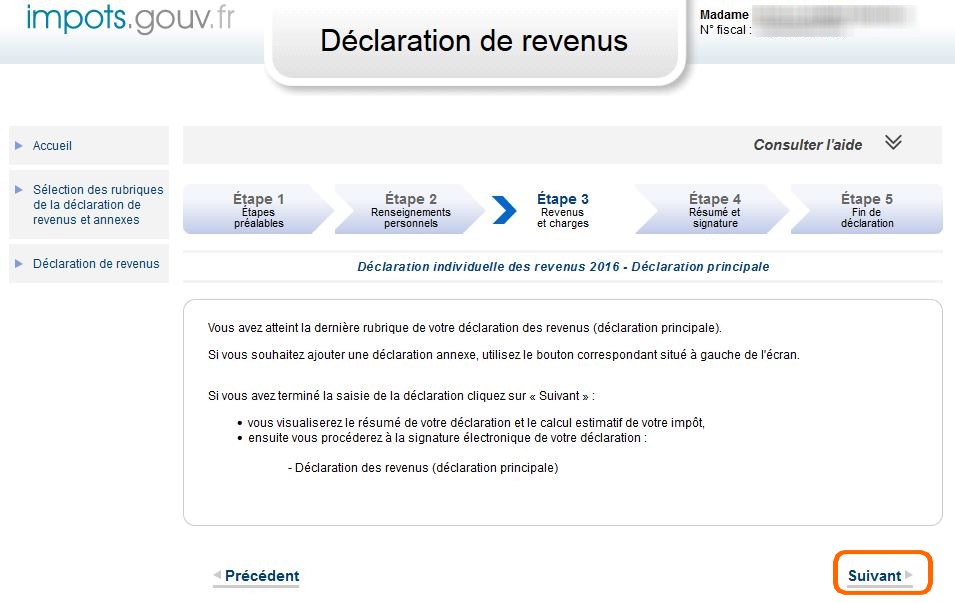 impots.gouv.fr
Déclaration de revenus
Madame
N° fiscal :
Accueil
Sélection des rubriques
de la déclaration de
revenus et annexes
Déclaration de revenus
Consulter l'aide
Étape 1
Étapes
préalables
Étape 2
Renseignements
personnels
Étape 3
Revenus
et charges
Étape 4
Résumé et
signature
Étape 5
Fin de
déclaration
Déclaration individuelle des revenus 2016 - Déclaration principale
Vous avez atteint la dernière rubrique de votre déclaration des revenus (déclaration principale).
Si vous souhaitez ajouter une déclaration annexe, utilisez le bouton correspondant situé à gauche de l'écran.
Si vous avez terminé la saisie de la déclaration cliquez sur « Suivant » :
• vous visualiserez le résumé de votre déclaration et le calcul estimatif de votre impôt,
• ensuite vous procéderez à la signature électronique de votre déclaration :
- Déclaration des revenus (déclaration principale)
Précédent
Suivant